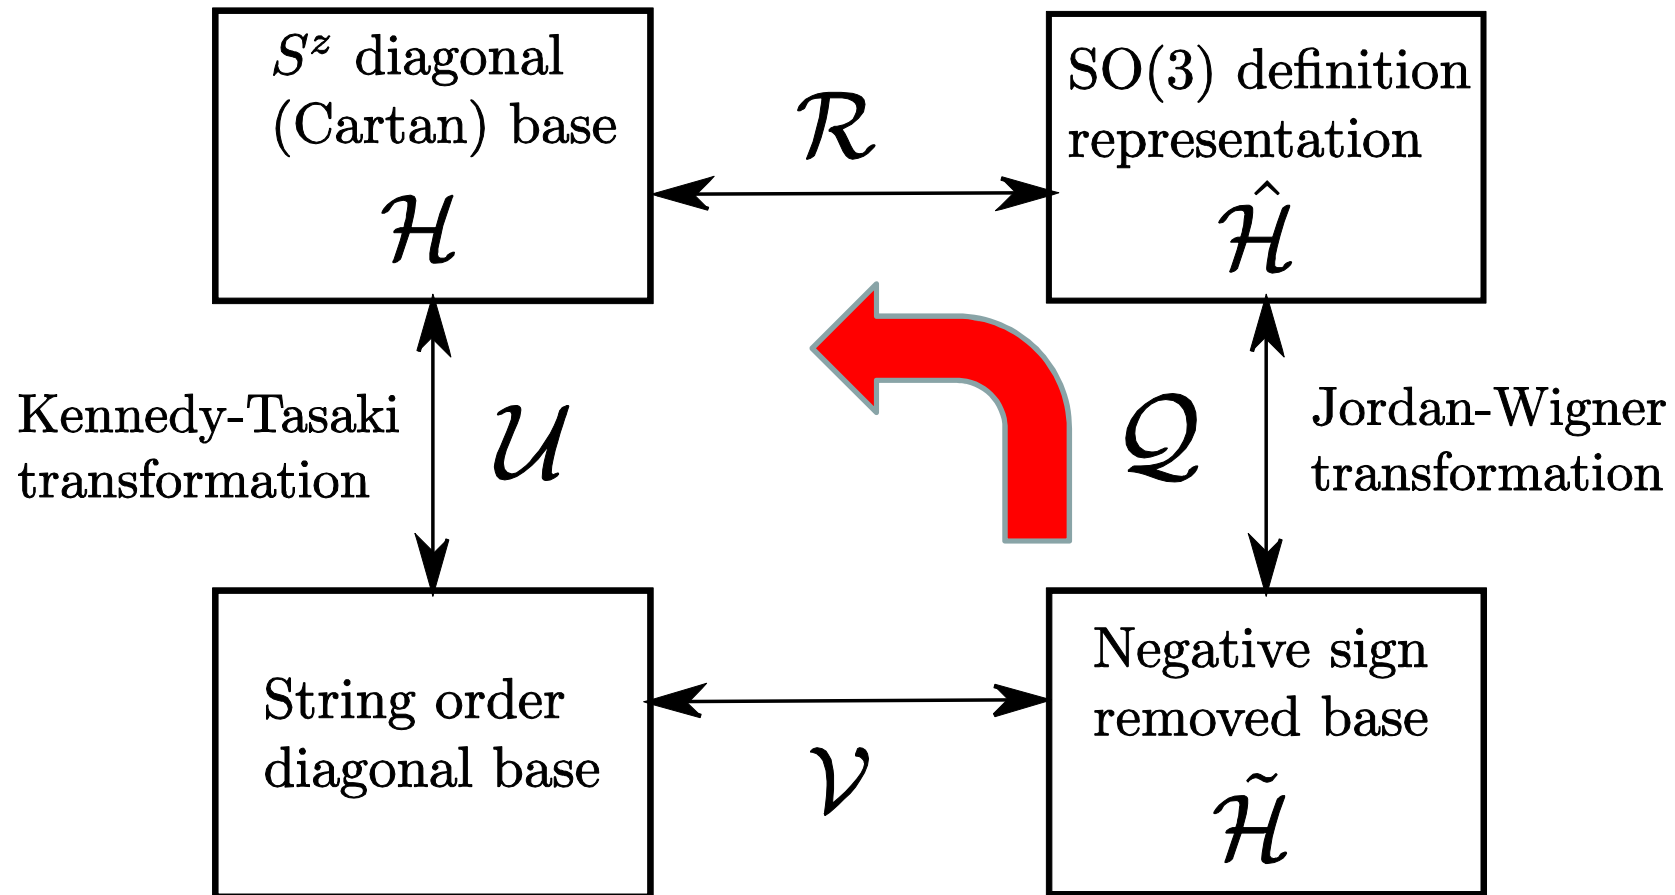 S^z diagonal
(Cartan) base
ℋ
ℛ
SO(3) definition
representation
ℋ̂
Kennedy-Tasaki
transformation
𝒰
𝒬
Jordan-Wigner
transformation
String order
diagonal base
𝒱
Negative sign
removed base
ℋ̃